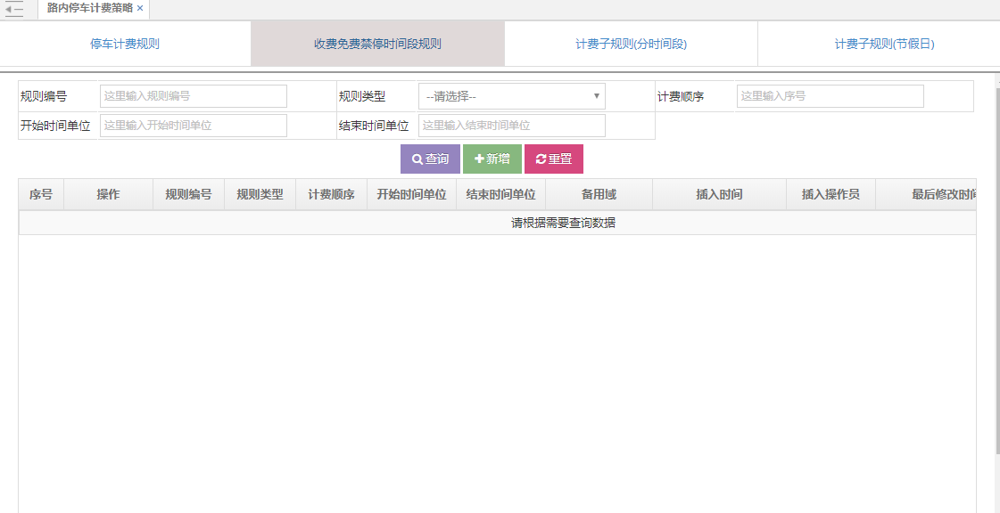 路内停车计费策略 ×
停车计费规则 收费免费禁停时间段规则 计费子规则(分时间段) 计费子规则(节假日)
规则编号 这里输入规则编号 规则类型 --请选择-- 计费顺序 这里输入序号
开始时间单位 这里输入开始时间单位 结束时间单位 这里输入结束时间单位
查询 新增 重置
序号 操作 规则编号 规则类型 计费顺序 开始时间单位 结束时间单位 备用域 插入时间 插入操作员 最后修改时间
请根据需要查询数据